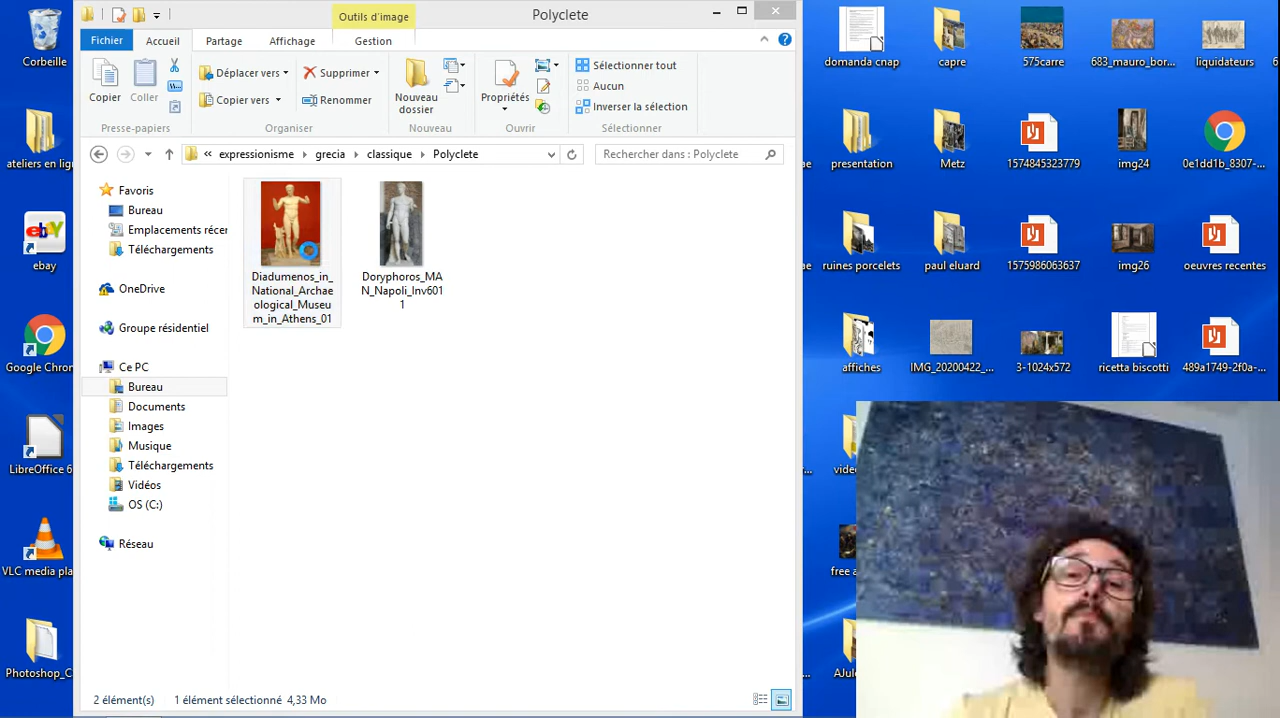 Outils d'image
Polyclete
Fichier
Partage
Affichage
Gestion
Copier
Coller
Déplacer vers
Copier vers
Supprimer
Renommer
Nouveau
dossier
Propriétés
Sélectionner tout
Aucun
Inverser la sélection
Presse-papiers
Organiser
Nouveau
Ouvrir
Sélectionner
« expressionisme
grecia
classique
Polyclete
Rechercher dans : Polyclete
Favoris
Bureau
Emplacements récer
Téléchargements
OneDrive
Groupe résidentiel
Ce PC
Bureau
Documents
Images
Musique
Téléchargements
Vidéos
OS (C:)
Réseau
Diadumenos_in_
National_Archae
ological_Museu
m_in_Athens_01
Doryphoros_MA
N_Napoli_Inv601
1
2 élément(s)
1 élément sélectionné 4,33 Mo
Corbeille
ateliers en lig
ebay
Google Chron
LibreOffice 6
VLC media pla
Photoshop_C
domanda cnap
capre
575carre
683_mauro_bor...
liquidateurs
presentation
Metz
1574845323779
img24
0e1dd1b_8307-...
ruines porcelets
paul eluard
1575986063637
img26
oeuvres recentes
affiches
IMG_20200422_...
3-1024x572
ricetta biscotti
489a1749-2f0a-...
video
free a
AJule